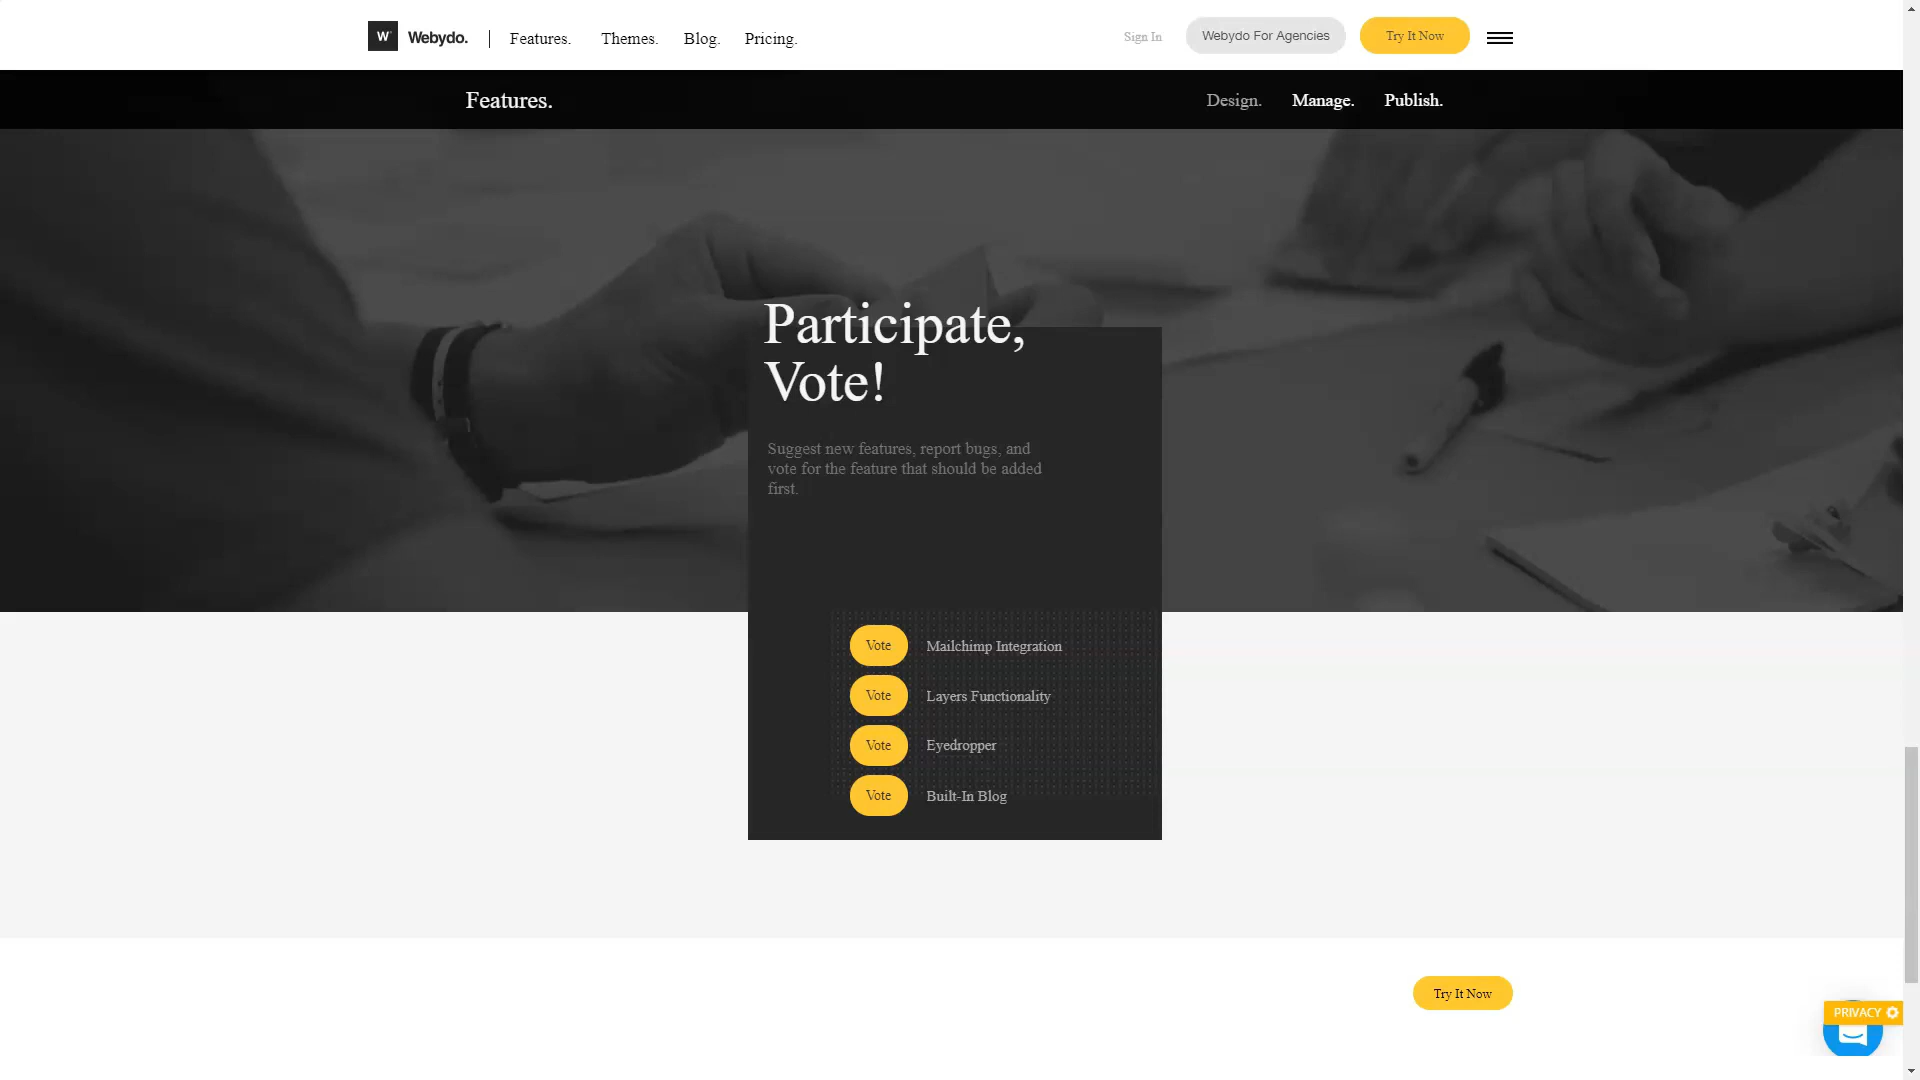 W Webydo. Features. Themes. Blog. Pricing. Sign In Webydo For Agencies Try It Now
Features. Design. Manage. Publish.
Participate,
Vote!
Suggest new features, report bugs, and
vote for the feature that should be added
first.
Vote Mailchimp Integration
Vote Layers Functionality
Vote Eyedropper
Vote Built-In Blog
Try It Now
PRIVACY